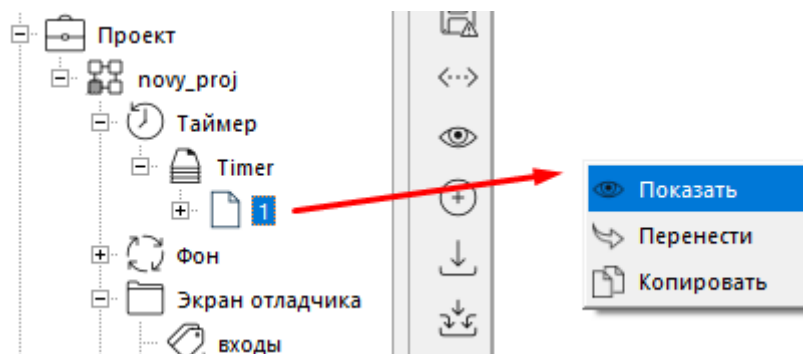 Проект
novy_proj
Таймер
Timer
1
Фон
Экран отладчика
входы
Показать
Перенести
Копировать